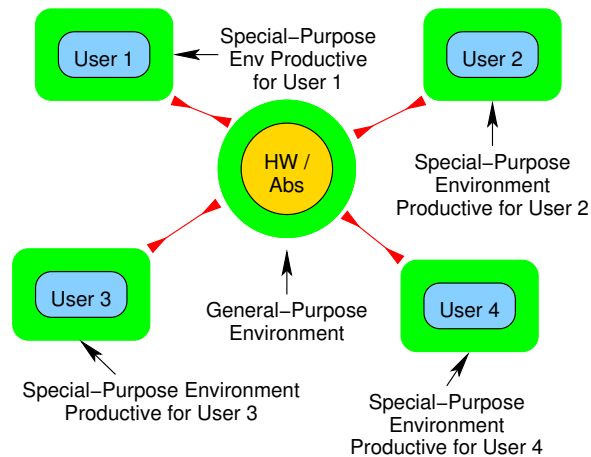 User 1
Special−Purpose
Env Productive
for User 1
User 2
HW /
Abs
Special−Purpose
Environment
Productive for User 2
User 3
General−Purpose
Environment
User 4
Special−Purpose Environment
Productive for User 3
Special−Purpose
Environment
Productive for User 4